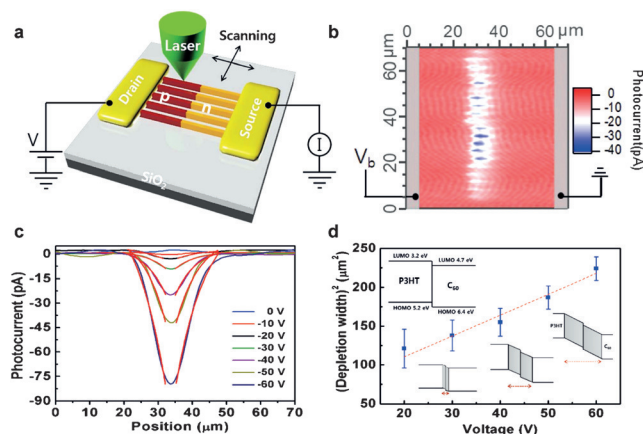 a
Laser
Scanning
Drain
p
n
Source
V
I
SiO2
b
0 20 40 60 μm
μm
60
40
20
0
Vb
Photocurrent(pA)
0
-10
-20
-30
-40
c
Photocurrent (pA)
0
-15
-30
-45
-60
-75
-90
0 V
-10 V
-20 V
-30 V
-40 V
-50 V
-60 V
0 10 20 30 40 50 60 70
Position (μm)
d
(Depletion width)² (μm²)
250
200
150
100
50
0
LUMO 3.2 eV
LUMO 4.7 eV
P3HT
C60
HOMO 5.2 eV
HOMO 6.4 eV
P3HT
C60
20 30 40 50 60
Voltage (V)